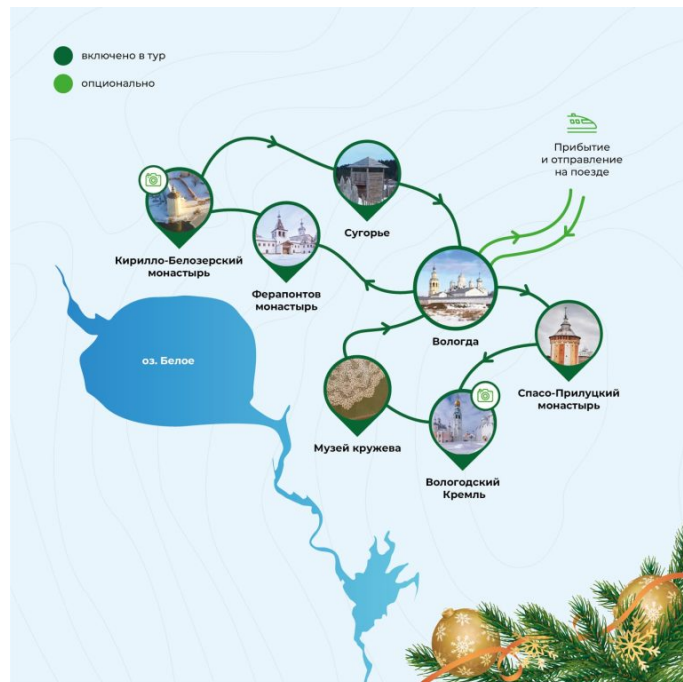 включено в тур
опционально
Прибытие
и отправление
на поезде
Сугорье
Кирилло-Белозерский
монастырь
Ферапонтов
монастырь
Вологда
оз. Белое
Спасо-Прилуцкий
монастырь
Музей кружева
Вологодский
Кремль